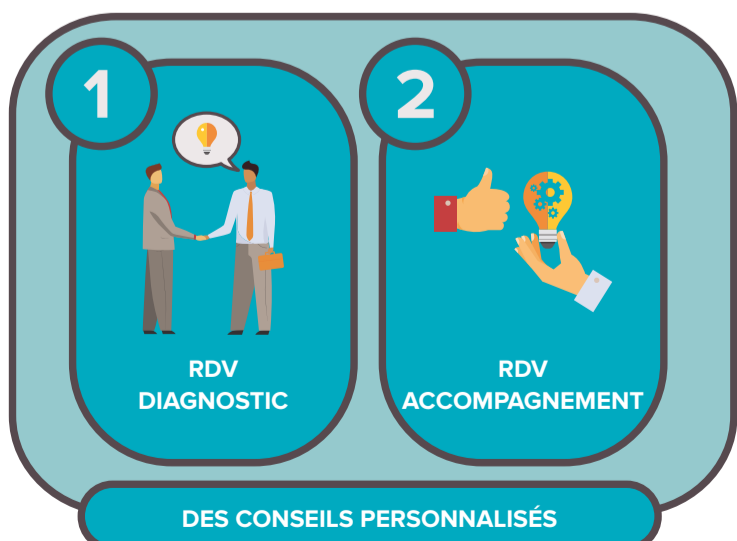 1
RDV
DIAGNOSTIC
2
RDV
ACCOMPAGNEMENT
DES CONSEILS PERSONNALISÉS